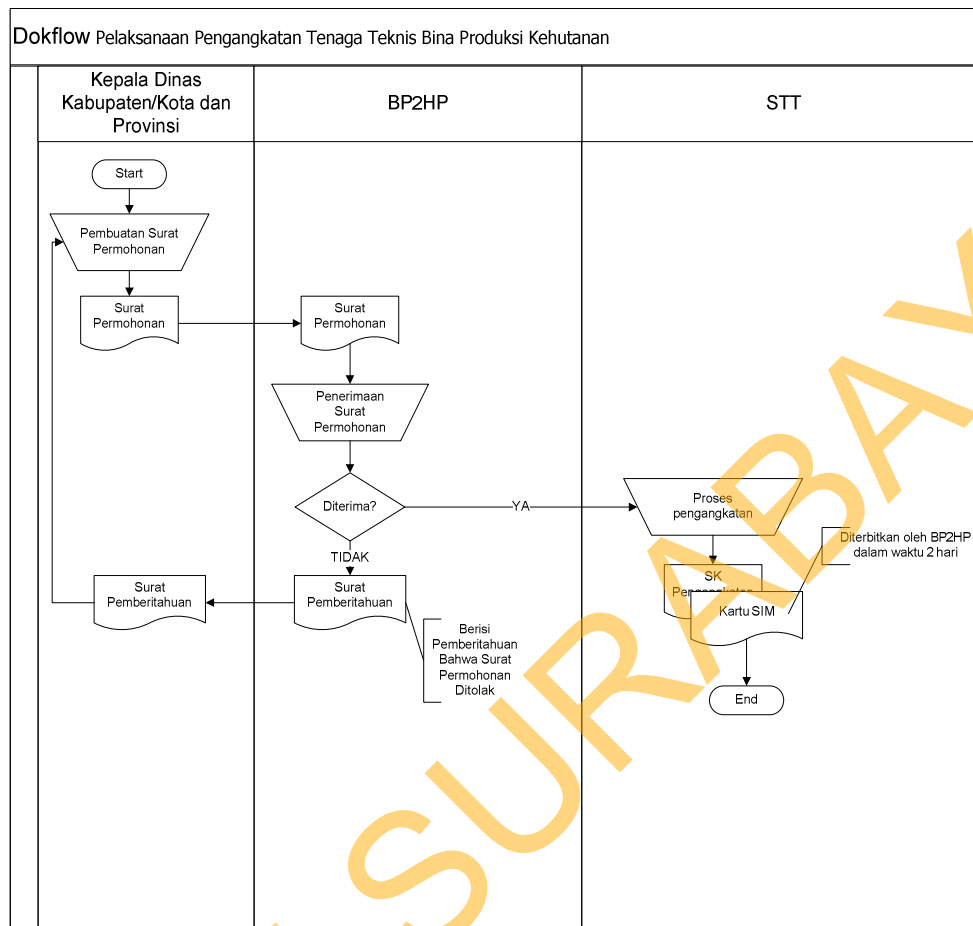 Dokflow Pelaksanaan Pengangkatan Tenaga Teknis Bina Produksi Kehutanan
Kepala Dinas
Kabupaten/Kota dan
Provinsi
BP2HP
STT
Start
Pembuatan Surat
Permohonan
Surat
Permohonan
Surat
Permohonan
Penerimaan
Surat
Permohonan
Diterima?
YA
TIDAK
Proses
pengangkatan
Diterbitkan oleh BP2HP
dalam waktu 2 hari
SK
Pengangkatan
Kartu SIM
End
Surat
Pemberitahuan
Surat
Pemberitahuan
Berisi
Pemberitahuan
Bahwa Surat
Permohonan
Ditolak
SURABAY